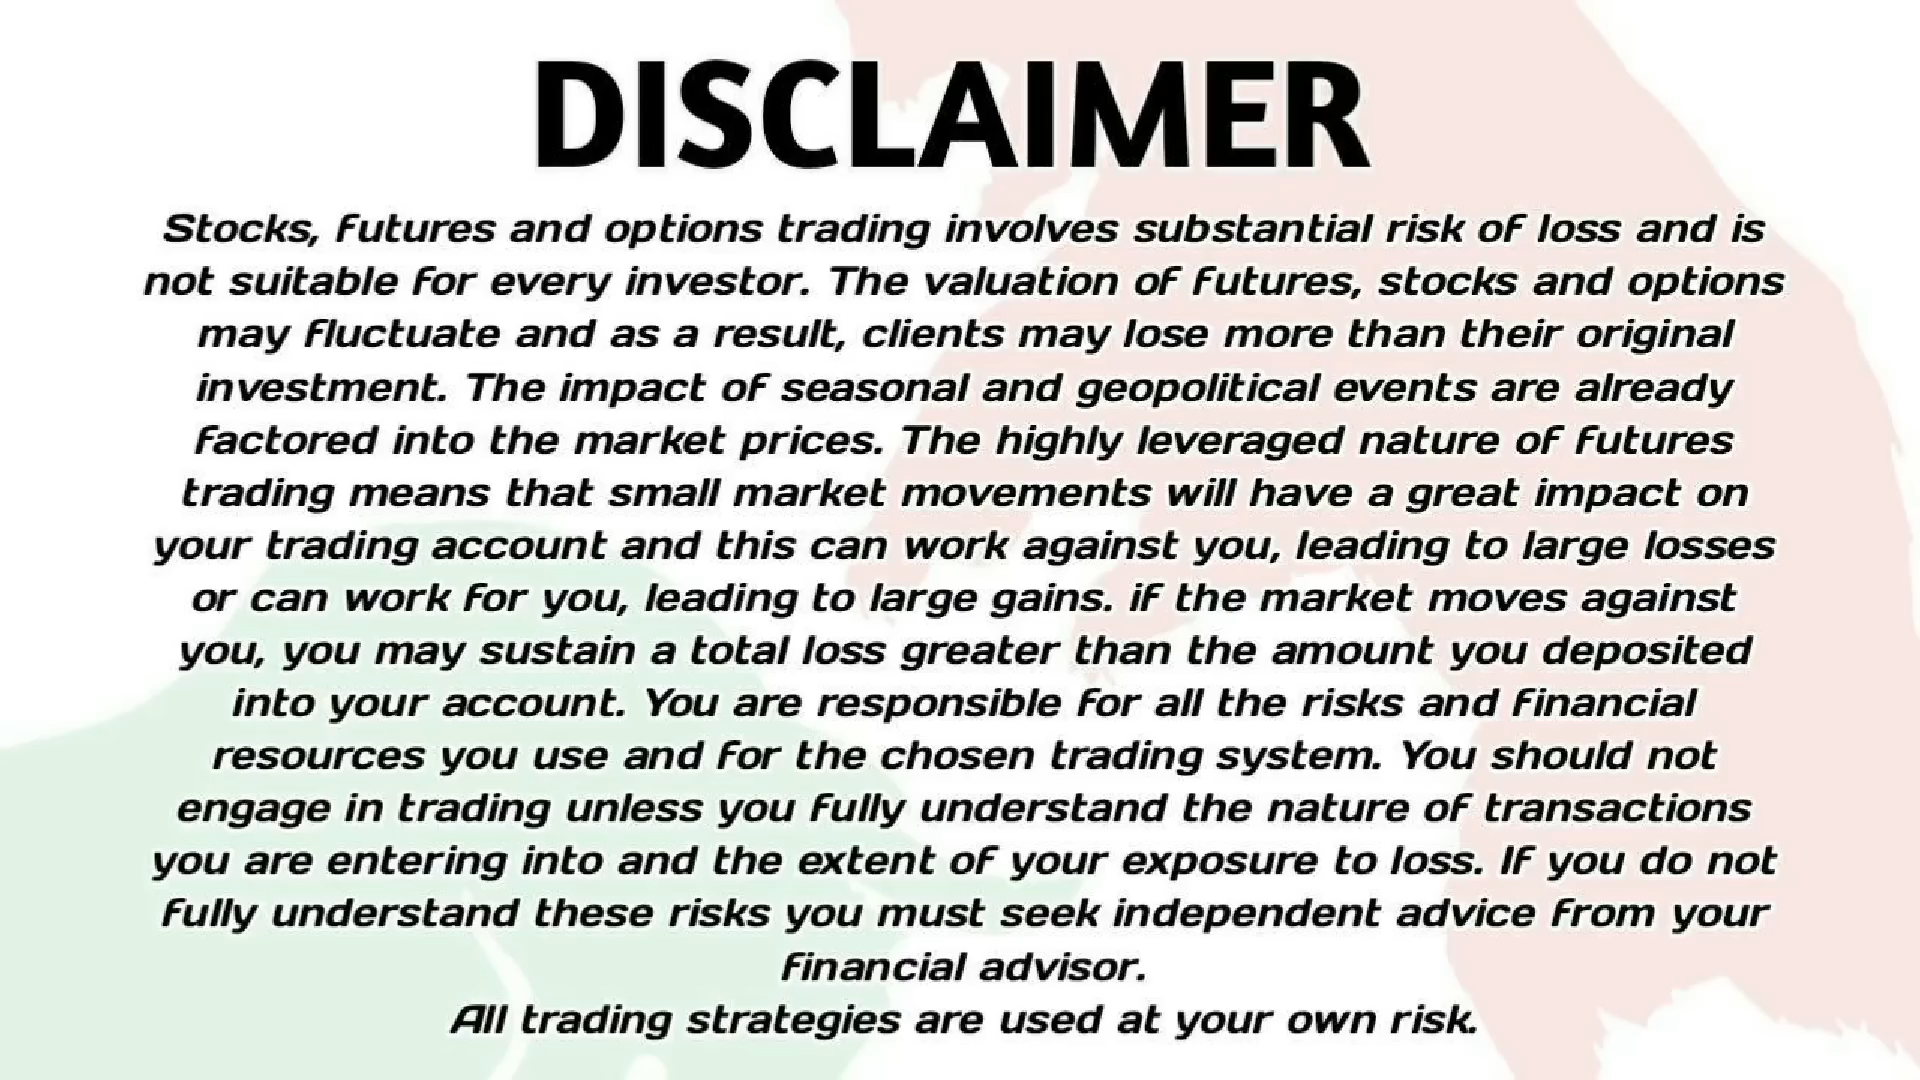 DISCLAIMER
Stocks, futures and options trading involves substantial risk of loss and is
not suitable for every investor. The valuation of futures, stocks and options
may fluctuate and as a result, clients may lose more than their original
investment. The impact of seasonal and geopolitical events are already
factored into the market prices. The highly leveraged nature of futures
trading means that small market movements will have a great impact on
your trading account and this can work against you, leading to large losses
or can work for you, leading to large gains. if the market moves against
you, you may sustain a total loss greater than the amount you deposited
into your account. You are responsible for all the risks and financial
resources you use and for the chosen trading system. You should not
engage in trading unless you fully understand the nature of transactions
you are entering into and the extent of your exposure to loss. If you do not
fully understand these risks you must seek independent advice from your
financial advisor.
All trading strategies are used at your own risk.